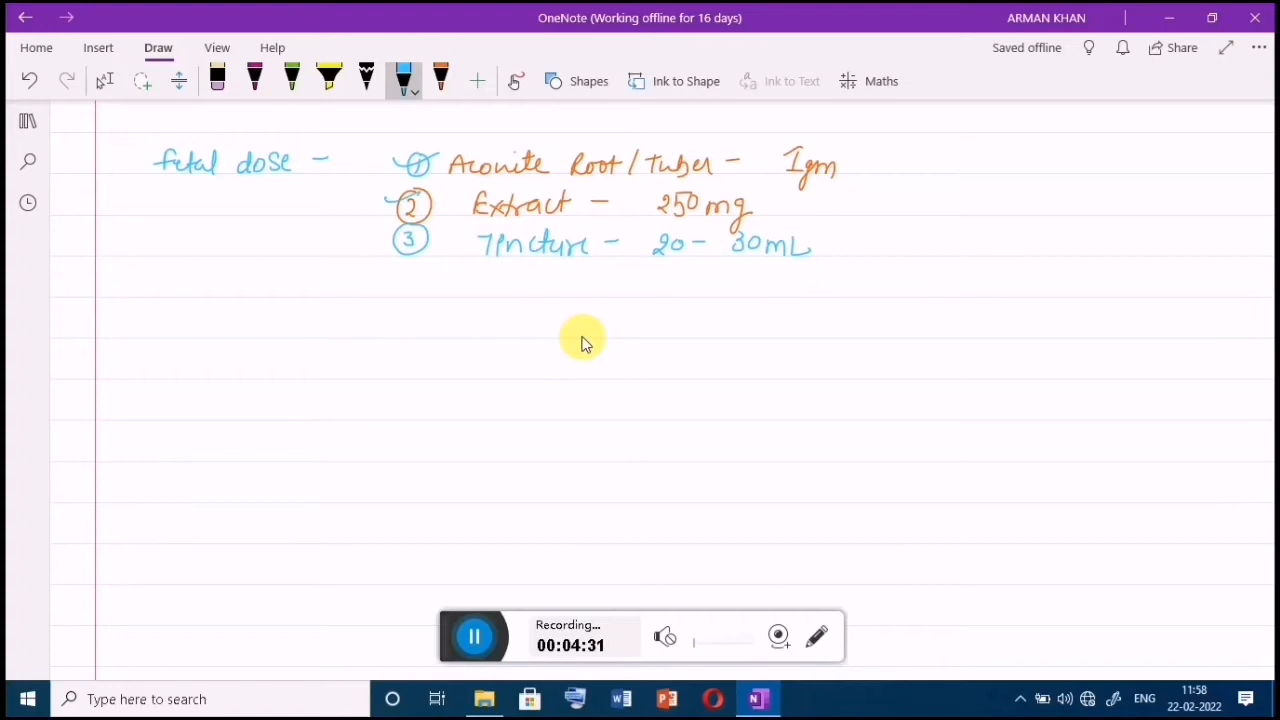 OneNote (Working offline for 16 days)
ARMAN KHAN
Home Insert Draw View Help
Saved offline
Share
Shapes
Ink to Shape
Ink to Text
Maths
fetal dose - ① Aconite Root/Tuber - 1gm
② Extract - 250mg
③ Tincture - 20 - 30mL
Recording...
00:04:31
Type here to search
ENG
11:58
22-02-2022